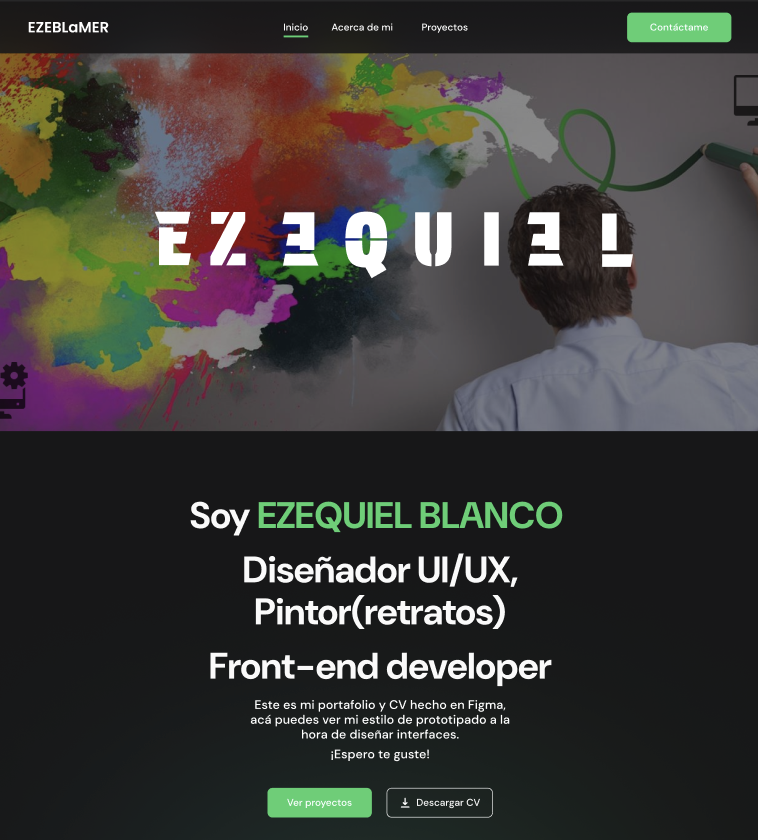 EZEBLaMER
Inicio
Acerca de mi
Proyectos
Contáctame
EZEQUIEL
Soy EZEQUIEL BLANCO
Diseñador UI/UX,
Pintor(retratos)
Front-end developer
Este es mi portafolio y CV hecho en Figma,
acá puedes ver mi estilo de prototipado a la
hora de diseñar interfaces.
¡Espero te guste!
Ver proyectos
Descargar CV